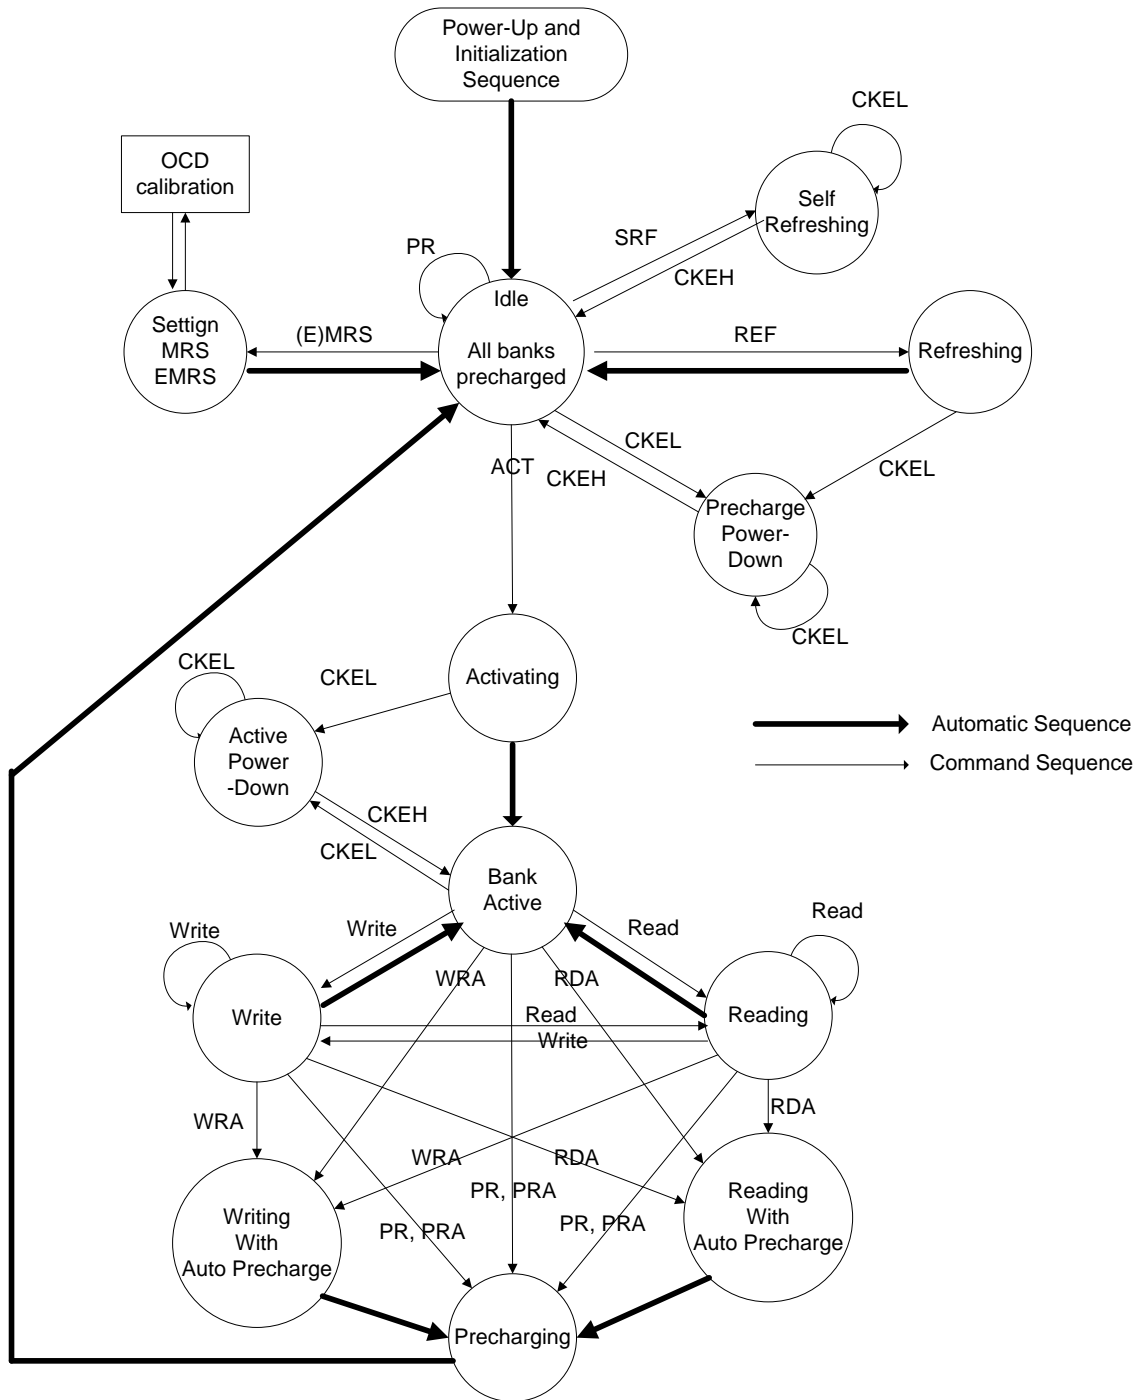 Power-Up and
Initialization
Sequence
CKEL
OCD
calibration
Self
Refreshing
SRF
PR
CKEH
Idle
Settign
MRS
EMRS
(E)MRS
All banks
precharged
REF
Refreshing
CKEL
ACT
CKEH
CKEL
Precharge
Power-
Down
CKEL
CKEL
CKEL
Activating
Active
Power
-Down
Automatic Sequence
Command Sequence
CKEH
CKEL
Bank
Active
Write
Write
Read
Read
WRA
RDA
Write
Read
Write
Reading
WRA
RDA
WRA
RDA
PR, PRA
PR, PRA
PR, PRA
Writing
With
Auto Precharge
Reading
With
Auto Precharge
Precharging